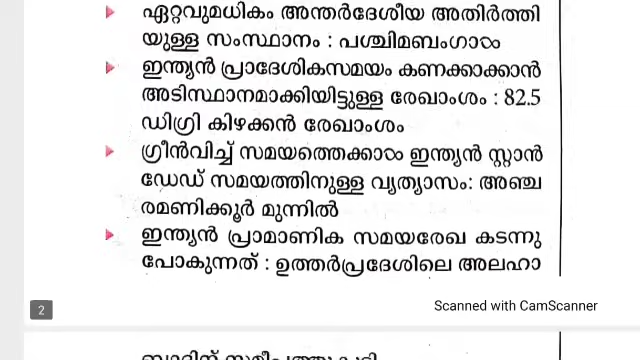 ഏറ്റവുമധികം അന്തർദേശീയ അതിർത്തി
യുള്ള സംസ്ഥാനം : പശ്ചിമബംഗാൾ
ഇന്ത്യൻ പ്രാദേശികസമയം കണക്കാക്കാൻ
അടിസ്ഥാനമാക്കിയിട്ടുള്ള രേഖാംശം : 82.5
ഡിഗ്രി കിഴക്കൻ രേഖാംശം
ഗ്രീൻവിച്ച് സമയത്തെക്കാൾ ഇന്ത്യൻ സ്റ്റാൻ
ഡേഡ് സമയത്തിനുള്ള വ്യത്യാസം: അഞ്ച
രമണിക്കൂർ മുന്നിൽ
ഇന്ത്യൻ പ്രാമാണിക സമയരേഖ കടന്നു
പോകുന്നത് : ഉത്തർപ്രദേശിലെ അലഹാ
2
Scanned with CamScanner